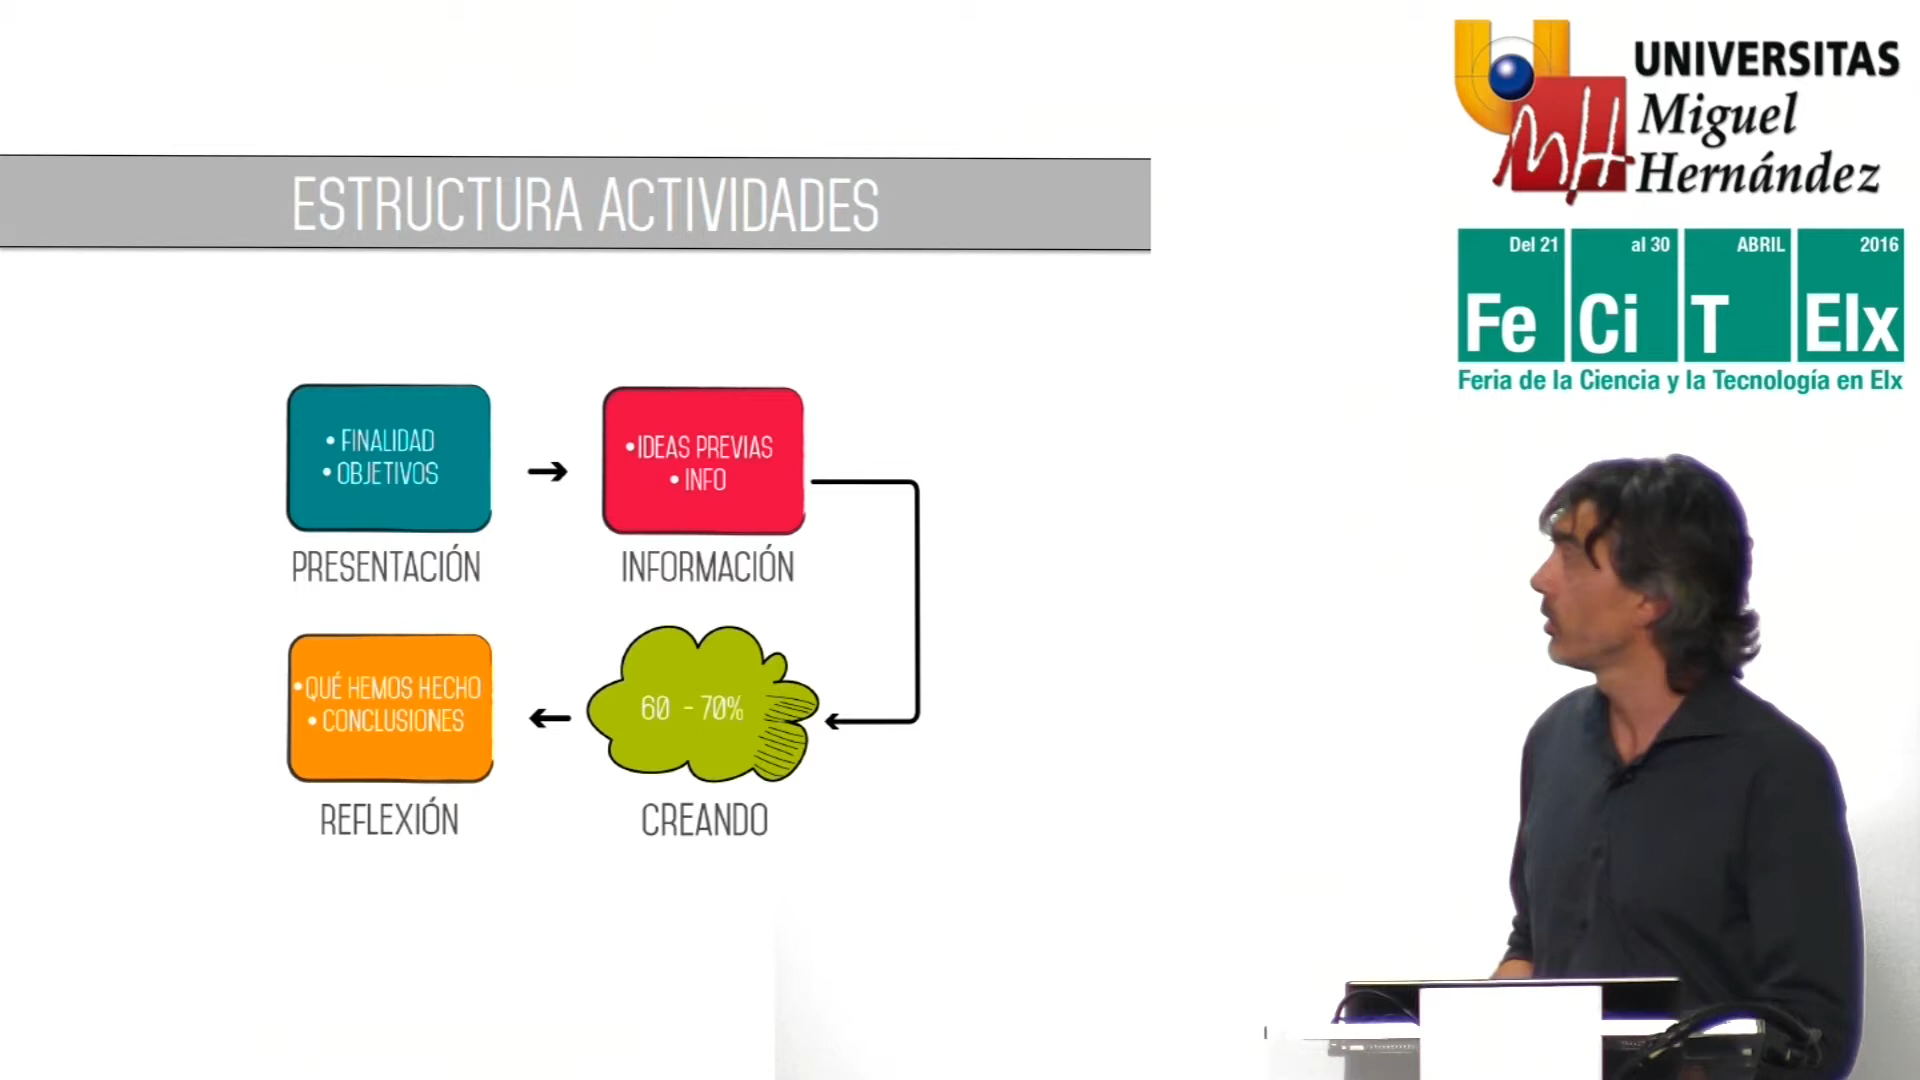 UNIVERSITAS
Miguel
Hernández
ESTRUCTURA ACTIVIDADES
Del 21 al 30 ABRIL 2016
Fe Ci T Elx
Feria de la Ciencia y la Tecnología en Elx
• FINALIDAD
• OBJETIVOS
•IDEAS PREVIAS
• INFO
PRESENTACIÓN
INFORMACIÓN
•QUÉ HEMOS HECHO
• CONCLUSIONES
60 - 70%
REFLEXIÓN
CREANDO